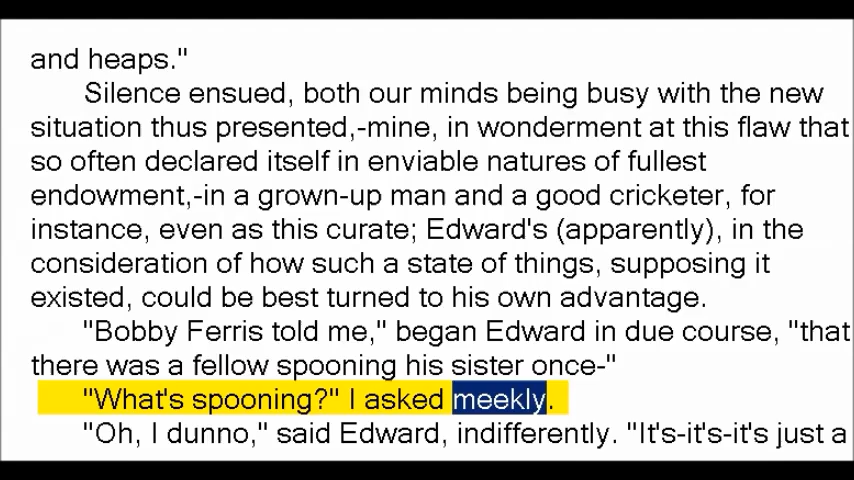 and heaps."
Silence ensued, both our minds being busy with the new
situation thus presented,-mine, in wonderment at this flaw that
so often declared itself in enviable natures of fullest
endowment,-in a grown-up man and a good cricketer, for
instance, even as this curate; Edward's (apparently), in the
consideration of how such a state of things, supposing it
existed, could be best turned to his own advantage.
"Bobby Ferris told me," began Edward in due course, "that
there was a fellow spooning his sister once-"
"What's spooning?" I asked meekly.
"Oh, I dunno," said Edward, indifferently. "It's-it's-it's just a